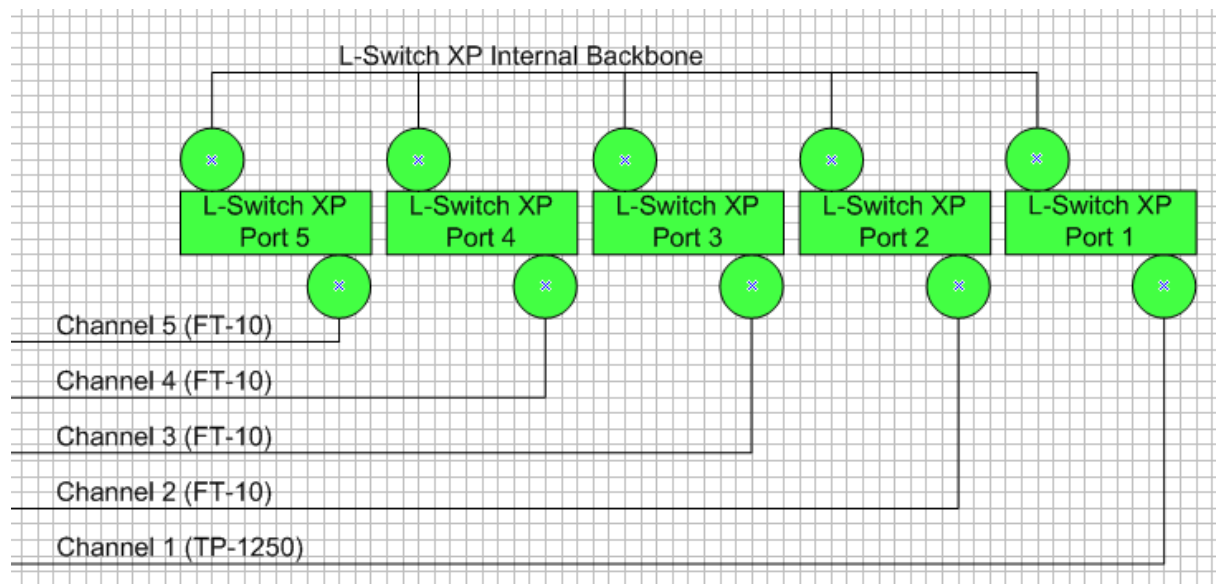 L-Switch XP Internal Backbone
L-Switch XP
Port 5
L-Switch XP
Port 4
L-Switch XP
Port 3
L-Switch XP
Port 2
L-Switch XP
Port 1
Channel 5 (FT-10)
Channel 4 (FT-10)
Channel 3 (FT-10)
Channel 2 (FT-10)
Channel 1 (TP-1250)